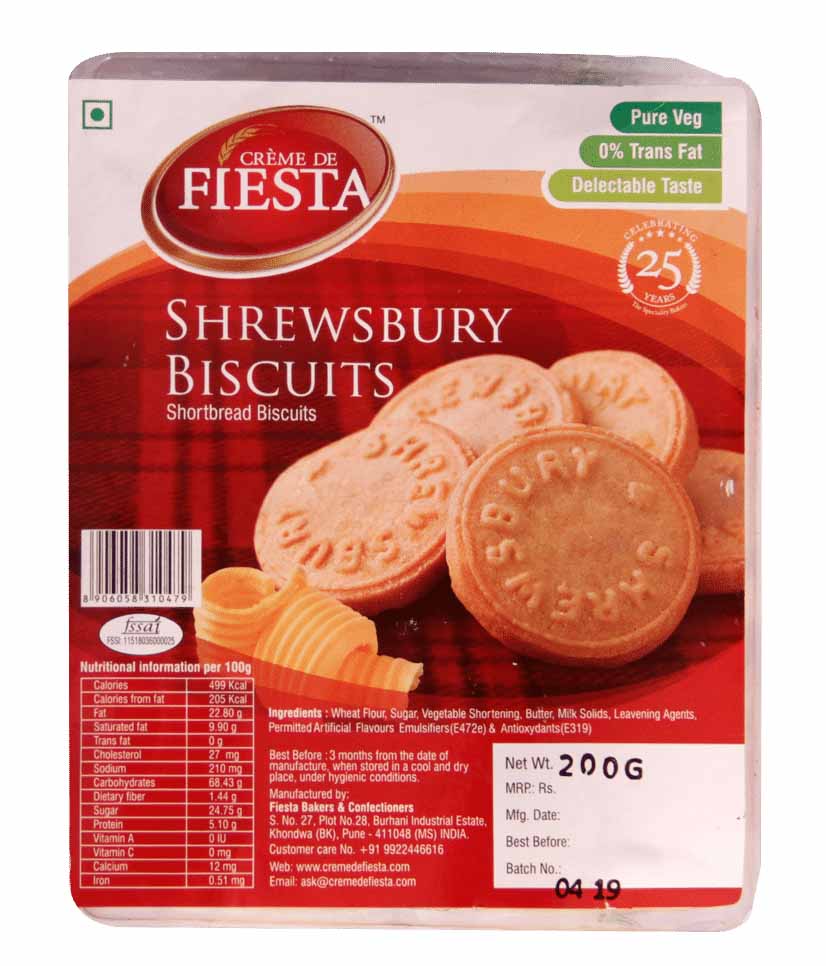 Pure Veg
0% Trans Fat
Delectable Taste
TM
CRÈME DE
FIESTA
CELEBRATING
25
YEARS
The Speciality Bakers
SHREWSBURY
BISCUITS
Shortbread Biscuits
SHREWSBURY
8 906058 310479
fssai
FSSI: 11518036000025
Nutritional information per 100g
Calories 499 Kcal
Calories from fat 205 Kcal
Fat 22.80 g
Saturated fat 9.90 g
Trans fat 0 g
Cholesterol 27 mg
Sodium 210 mg
Carbohydrates 68.43 g
Dietary fiber 1.44 g
Sugar 24.75 g
Protein 5.10 g
Vitamin A 0 IU
Vitamin C 0 mg
Calcium 12 mg
Iron 0.51 mg
Ingredients : Wheat Flour, Sugar, Vegetable Shortening, Butter, Milk Solids, Leavening Agents,
Permitted Artificial Flavours Emulsifiers(E472e) & Antioxydants(E319)
Best Before : 3 months from the date of
manufacture, when stored in a cool and dry
place, under hygienic conditions.
Manufactured by:
Fiesta Bakers & Confectioners
S. No. 27, Plot No.28, Burhani Industrial Estate,
Khondwa (BK), Pune - 411048 (MS) INDIA.
Customer care No. +91 9922446616
Web: www.cremedefiesta.com
Email: ask@cremedefiesta.com
Net Wt. 200G
MRP.: Rs.
Mfg. Date:
Best Before:
Batch No.:
04 19